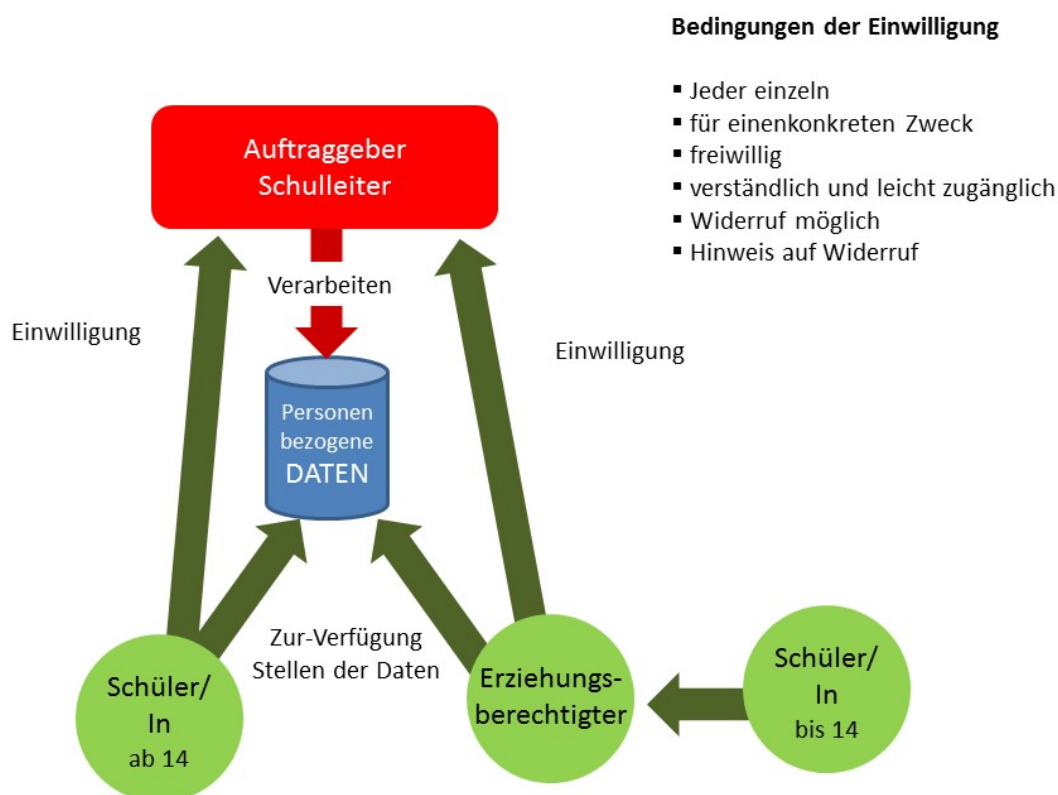 Bedingungen der Einwilligung
▪ Jeder einzeln
▪ für einenkonkreten Zweck
▪ freiwillig
▪ verständlich und leicht zugänglich
▪ Widerruf möglich
▪ Hinweis auf Widerruf
Auftraggeber
Schulleiter
Verarbeiten
Einwilligung
Einwilligung
Personen
bezogene
DATEN
Zur-Verfügung
Stellen der Daten
Schüler/
In
ab 14
Erziehungs-
berechtigter
Schüler/
In
bis 14